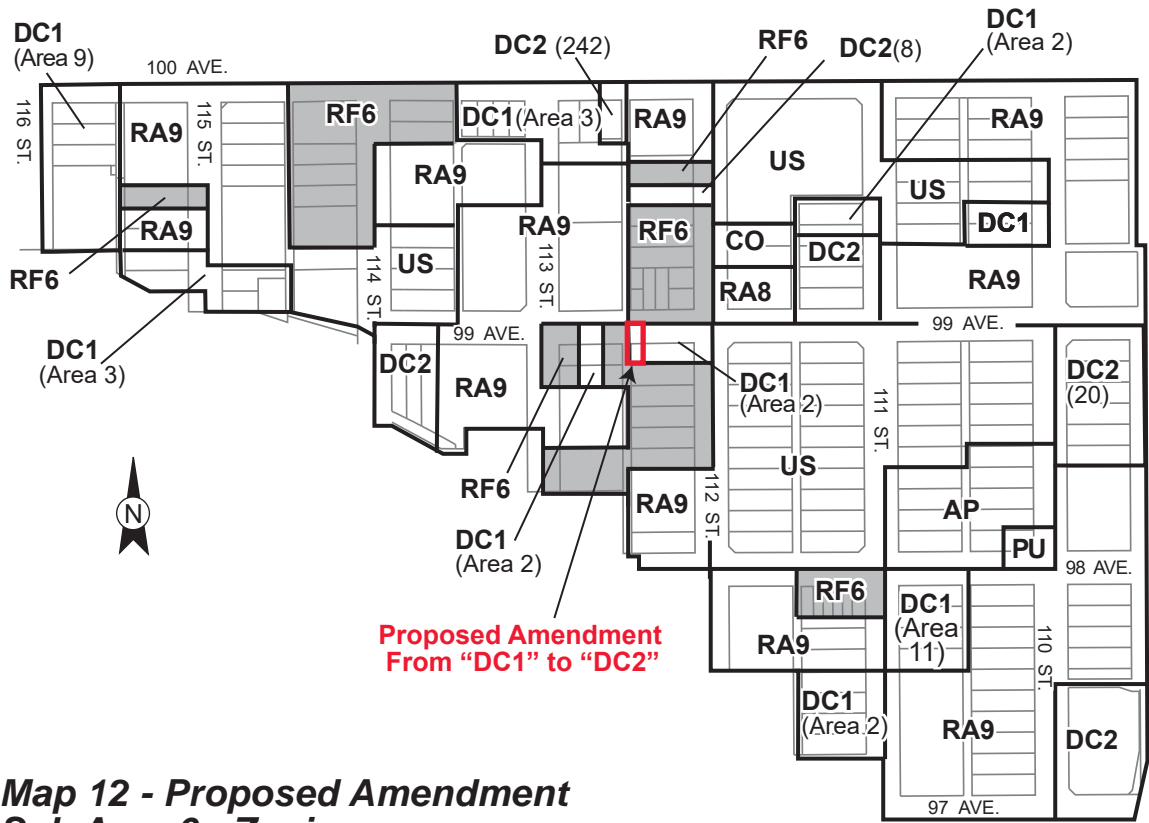 DC1
(Area 9)
100 AVE.
DC2 (242)
RF6
DC2(8)
DC1
(Area 2)
116 ST.
RA9
115 ST.
RF6
DC1(Area 3)
RA9
US
RA9
RA9
US
RA9
RF6
DC1
RA9
RF6
US
113 ST.
CO
DC2
RA8
RA9
RF6
114 ST.
99 AVE.
99 AVE.
DC1
(Area 3)
DC2
RA9
DC1
(Area 2)
111 ST.
DC2
(20)
RF6
US
112 ST.
RA9
AP
N
DC1
(Area 2)
PU
98 AVE.
RF6
DC1
(Area
11)
110 ST.
Proposed Amendment
From “DC1” to “DC2”
RA9
DC1
(Area 2)
RA9
DC2
97 AVE.
Map 12 - Proposed Amendment